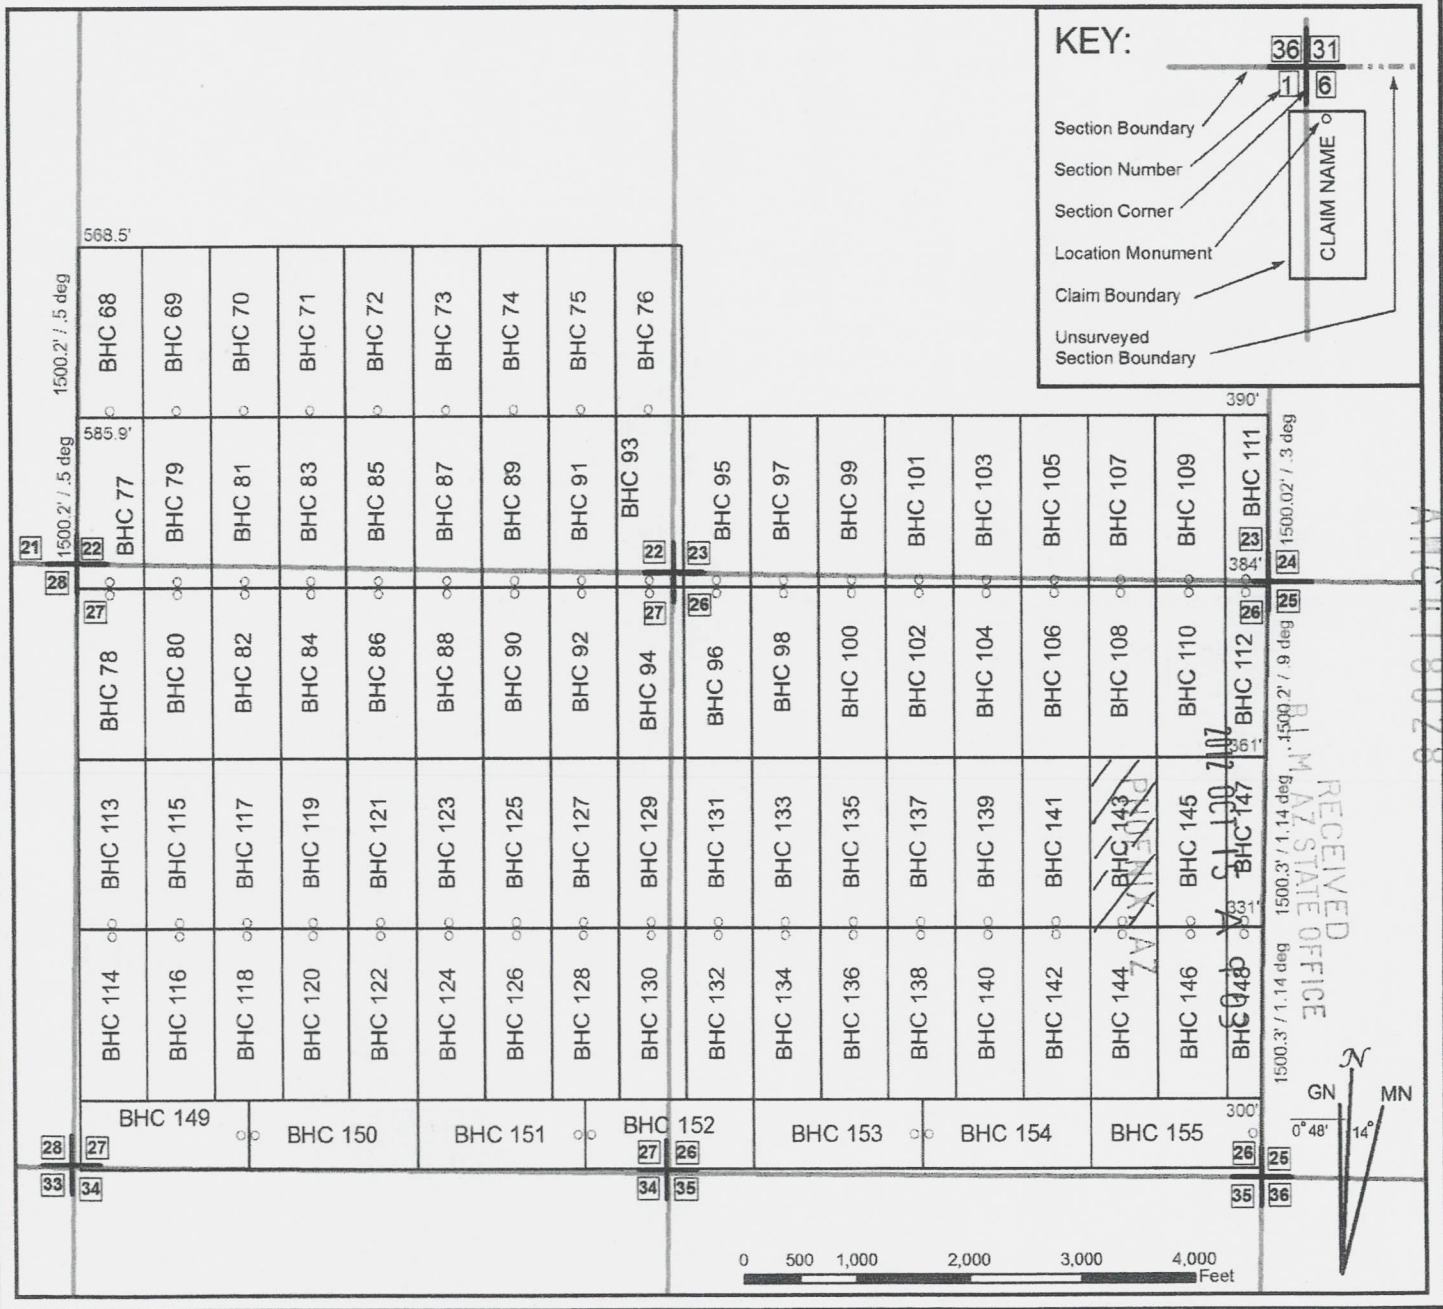 KEY:
36 31
1 6
Section Boundary
Section Number
Section Corner
Location Monument
Claim Boundary
Unsurveyed
Section Boundary
CLAIM NAME
568.5'
1500.2' / .5 deg
BHC 68 BHC 69 BHC 70 BHC 71 BHC 72 BHC 73 BHC 74 BHC 75 BHC 76
390'
585.9'
1500.2' / .5 deg
BHC 77 BHC 79 BHC 81 BHC 83 BHC 85 BHC 87 BHC 89 BHC 91 BHC 93 BHC 95 BHC 97 BHC 99 BHC 101 BHC 103 BHC 105 BHC 107 BHC 109 BHC 111
1500.02' / .3 deg
21 22 22 23 23 24
384'
28 27 27 26 26 25
BHC 78 BHC 80 BHC 82 BHC 84 BHC 86 BHC 88 BHC 90 BHC 92 BHC 94 BHC 96 BHC 98 BHC 100 BHC 102 BHC 104 BHC 106 BHC 108 BHC 110 BHC 112
1500.2' / .9 deg
361'
BHC 113 BHC 115 BHC 117 BHC 119 BHC 121 BHC 123 BHC 125 BHC 127 BHC 129 BHC 131 BHC 133 BHC 135 BHC 137 BHC 139 BHC 141 BHC 143 BHC 145 BHC 147
1500.3' / 1.14 deg
331'
BHC 114 BHC 116 BHC 118 BHC 120 BHC 122 BHC 124 BHC 126 BHC 128 BHC 130 BHC 132 BHC 134 BHC 136 BHC 138 BHC 140 BHC 142 BHC 144 BHC 146 BHC 148
1500.3' / 1.14 deg
300'
BHC 149 BHC 150 BHC 151 BHC 152 BHC 153 BHC 154 BHC 155
28 27 27 26 26 25
33 34 34 35 35 36
RECEIVED
AZ STATE OFFICE
PHOENIX, AZ
N
GN MN
0° 48' 14°
0 500 1,000 2,000 3,000 4,000
Feet